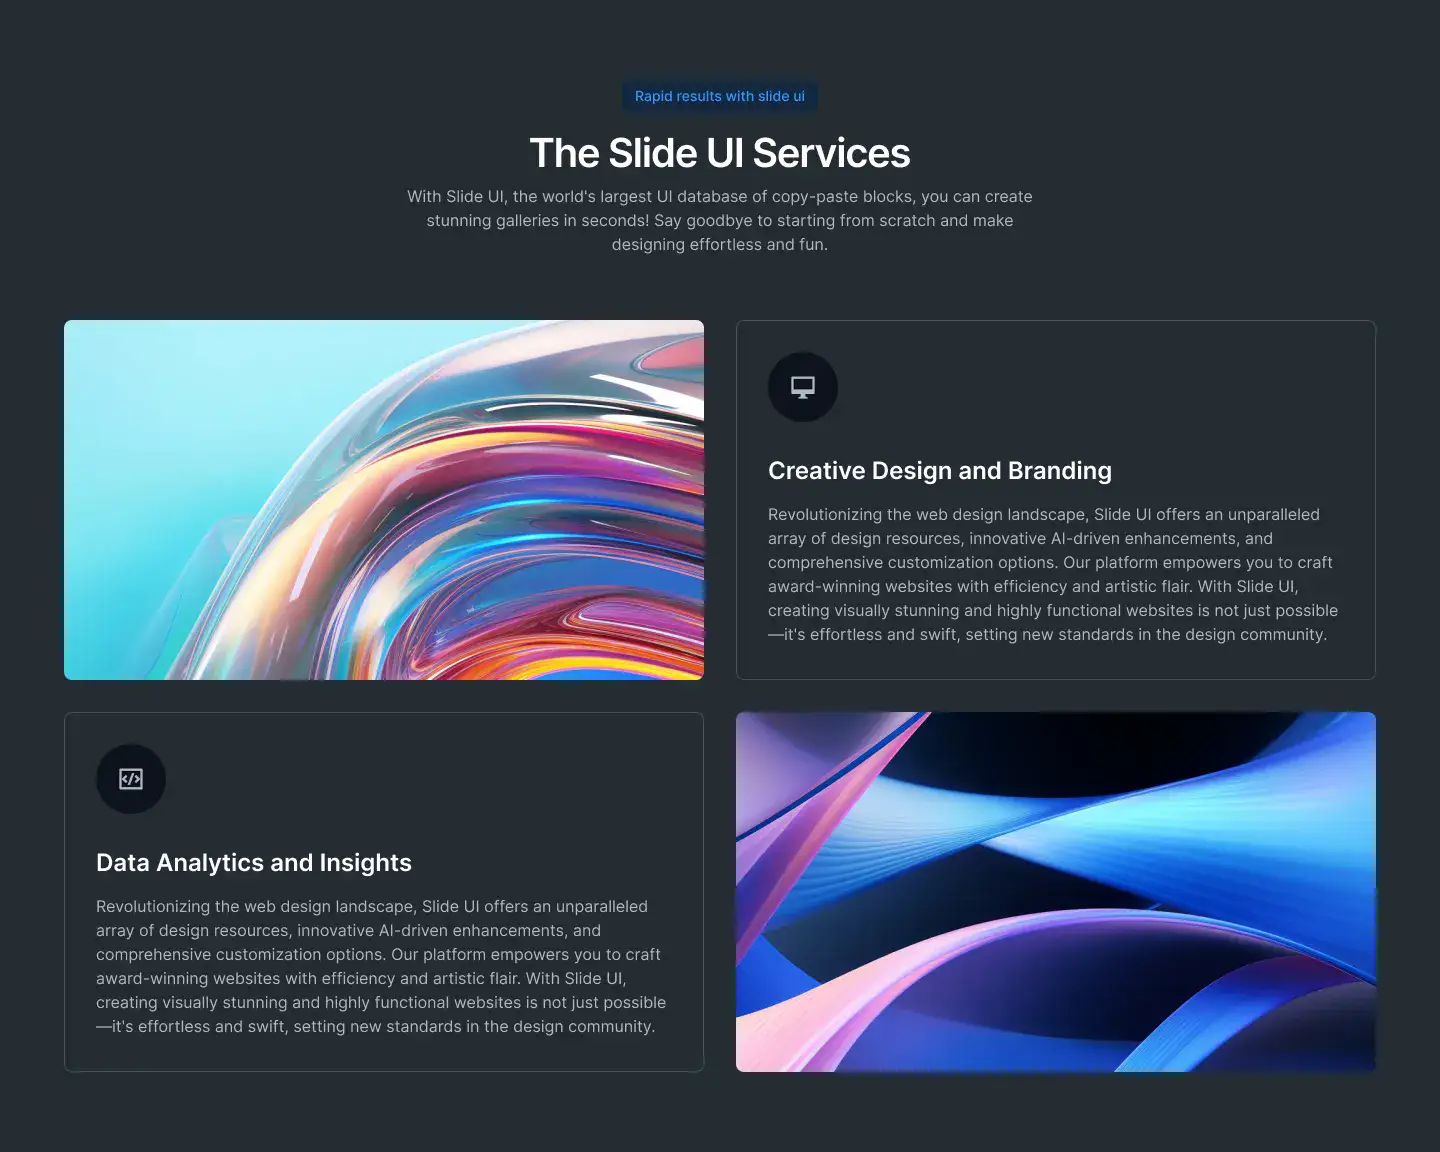 Rapid results with slide ui
The Slide UI Services
With Slide UI, the world's largest UI database of copy-paste blocks, you can create
stunning galleries in seconds! Say goodbye to starting from scratch and make
designing effortless and fun.
Creative Design and Branding
Revolutionizing the web design landscape, Slide UI offers an unparalleled
array of design resources, innovative AI-driven enhancements, and
comprehensive customization options. Our platform empowers you to craft
award-winning websites with efficiency and artistic flair. With Slide UI,
creating visually stunning and highly functional websites is not just possible
—it's effortless and swift, setting new standards in the design community.
Data Analytics and Insights
Revolutionizing the web design landscape, Slide UI offers an unparalleled
array of design resources, innovative AI-driven enhancements, and
comprehensive customization options. Our platform empowers you to craft
award-winning websites with efficiency and artistic flair. With Slide UI,
creating visually stunning and highly functional websites is not just possible
—it's effortless and swift, setting new standards in the design community.